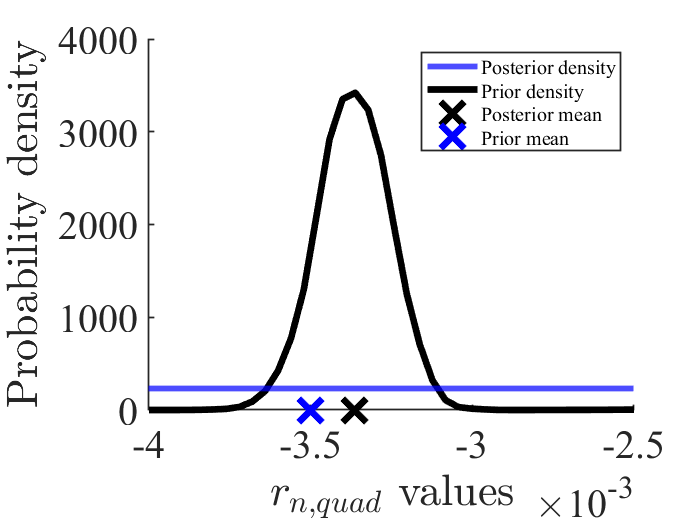 4000
3000
2000
1000
0
Probability density
Posterior density
Prior density
Posterior mean
Prior mean
-4 -3.5 -3 -2.5
r_{n,quad} values ×10^{-3}